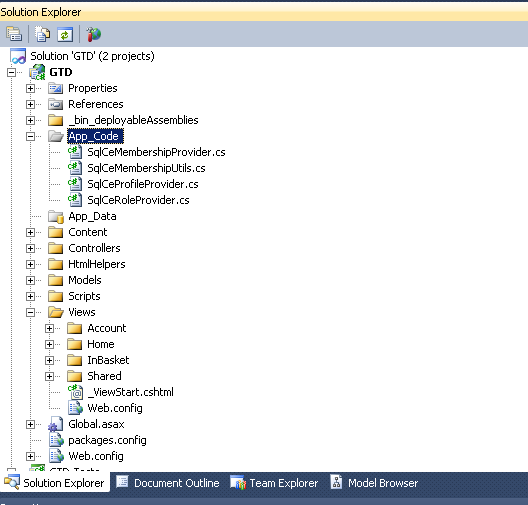 Solution Explorer
Solution 'GTD' (2 projects)
GTD
Properties
References
_bin_deployableAssemblies
App_Code
SqlCeMembershipProvider.cs
SqlCeMembershipUtils.cs
SqlCeProfileProvider.cs
SqlCeRoleProvider.cs
App_Data
Content
Controllers
HtmlHelpers
Models
Scripts
Views
Account
Home
InBasket
Shared
_ViewStart.cshtml
Web.config
Global.asax
packages.config
Web.config
GTD.Tests
Solution Explorer Document Outline Team Explorer Model Browser